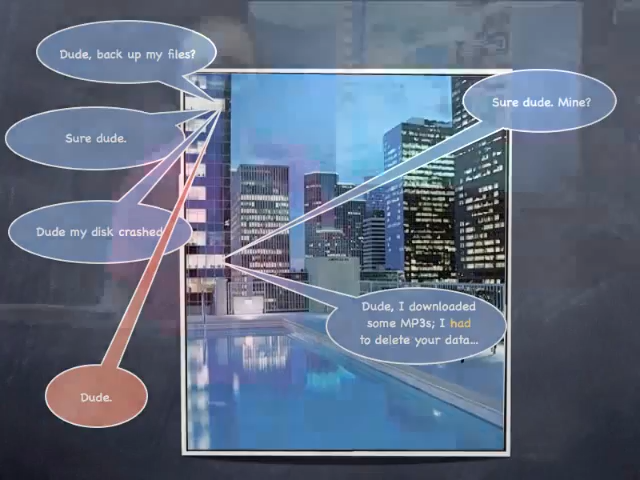 Dude, back up my files?
Sure dude. Mine?
Sure dude.
Dude my disk crashed
Dude, I downloaded
some MP3s; I had
to delete your data...
Dude.